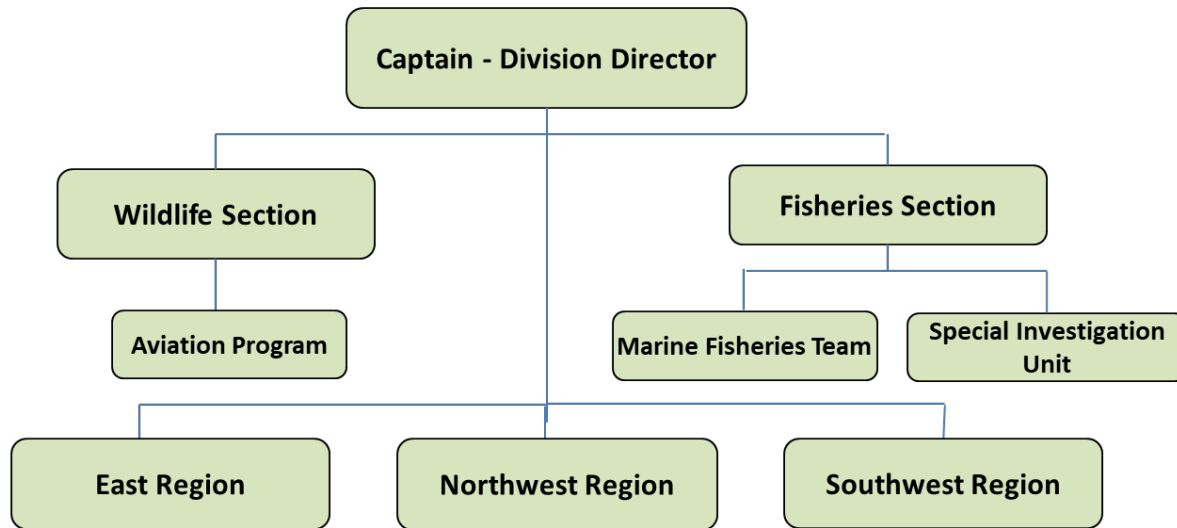 Captain - Division Director
Wildlife Section
Fisheries Section
Aviation Program
Marine Fisheries Team
Special Investigation
Unit
East Region
Northwest Region
Southwest Region